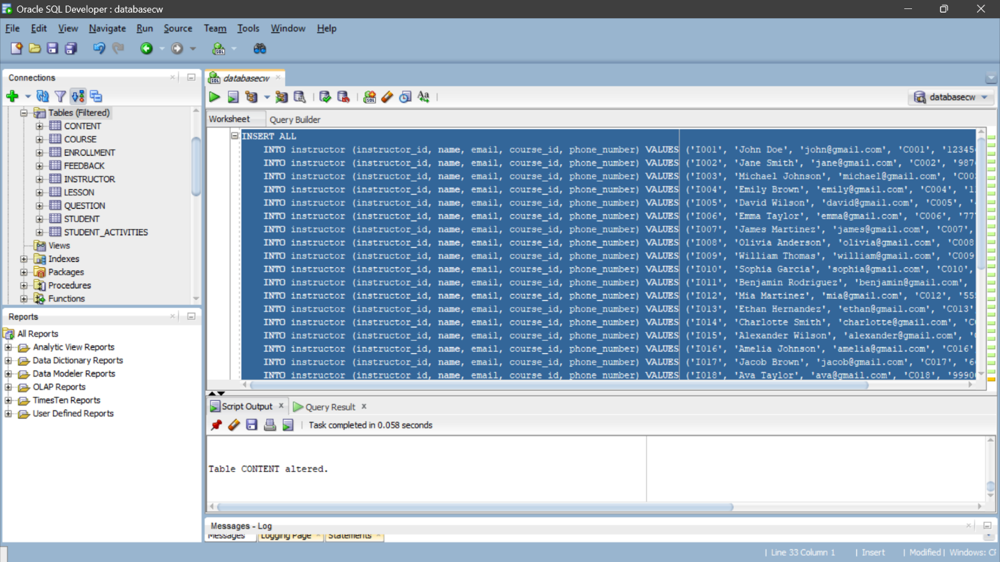 Oracle SQL Developer : databasecw
File Edit View Navigate Run Source Team Tools Window Help
Connections
Tables (Filtered)
CONTENT
COURSE
ENROLLMENT
FEEDBACK
INSTRUCTOR
LESSON
QUESTION
STUDENT
STUDENT_ACTIVITIES
Views
Indexes
Packages
Procedures
Functions
Reports
All Reports
Analytic View Reports
Data Dictionary Reports
Data Modeler Reports
OLAP Reports
TimesTen Reports
User Defined Reports
databasecw
databasecw
Worksheet Query Builder
INSERT ALL
INTO instructor (instructor_id, name, email, course_id, phone_number) VALUES ('I001', 'John Doe', 'john@gmail.com', 'C001', '12345
INTO instructor (instructor_id, name, email, course_id, phone_number) VALUES ('I002', 'Jane Smith', 'jane@gmail.com', 'C002', '987
INTO instructor (instructor_id, name, email, course_id, phone_number) VALUES ('I003', 'Michael Johnson', 'michael@gmail.com', 'C00
INTO instructor (instructor_id, name, email, course_id, phone_number) VALUES ('I004', 'Emily Brown', 'emily@gmail.com', 'C004', '1
INTO instructor (instructor_id, name, email, course_id, phone_number) VALUES ('I005', 'David Wilson', 'david@gmail.com', 'C005', '
INTO instructor (instructor_id, name, email, course_id, phone_number) VALUES ('I006', 'Emma Taylor', 'emma@gmail.com', 'C006', '77
INTO instructor (instructor_id, name, email, course_id, phone_number) VALUES ('I007', 'James Martinez', 'james@gmail.com', 'C007',
INTO instructor (instructor_id, name, email, course_id, phone_number) VALUES ('I008', 'Olivia Anderson', 'olivia@gmail.com', 'C008
INTO instructor (instructor_id, name, email, course_id, phone_number) VALUES ('I009', 'William Thomas', 'william@gmail.com', 'C009
INTO instructor (instructor_id, name, email, course_id, phone_number) VALUES ('I010', 'Sophia Garcia', 'sophia@gmail.com', 'C010',
INTO instructor (instructor_id, name, email, course_id, phone_number) VALUES ('I011', 'Benjamin Rodriguez', 'benjamin@gmail.com',
INTO instructor (instructor_id, name, email, course_id, phone_number) VALUES ('I012', 'Mia Martinez', 'mia@gmail.com', 'C012', '55
INTO instructor (instructor_id, name, email, course_id, phone_number) VALUES ('I013', 'Ethan Hernandez', 'ethan@gmail.com', 'C013'
INTO instructor (instructor_id, name, email, course_id, phone_number) VALUES ('I014', 'Charlotte Smith', 'charlotte@gmail.com', 'C
INTO instructor (instructor_id, name, email, course_id, phone_number) VALUES ('I015', 'Alexander Wilson', 'alexander@gmail.com', '
INTO instructor (instructor_id, name, email, course_id, phone_number) VALUES ('I016', 'Amelia Johnson', 'amelia@gmail.com', 'C016'
INTO instructor (instructor_id, name, email, course_id, phone_number) VALUES ('I017', 'Jacob Brown', 'jacob@gmail.com', 'C017', '6
INTO instructor (instructor_id, name, email, course_id, phone_number) VALUES ('I018', 'Ava Taylor', 'ava@gmail.com', 'C018', '9990
Script Output Query Result
Task completed in 0.058 seconds
Table CONTENT altered.
Messages - Log
Messages Logging Page Statements
Line 33 Column 1 | Insert | Modified | Windows: